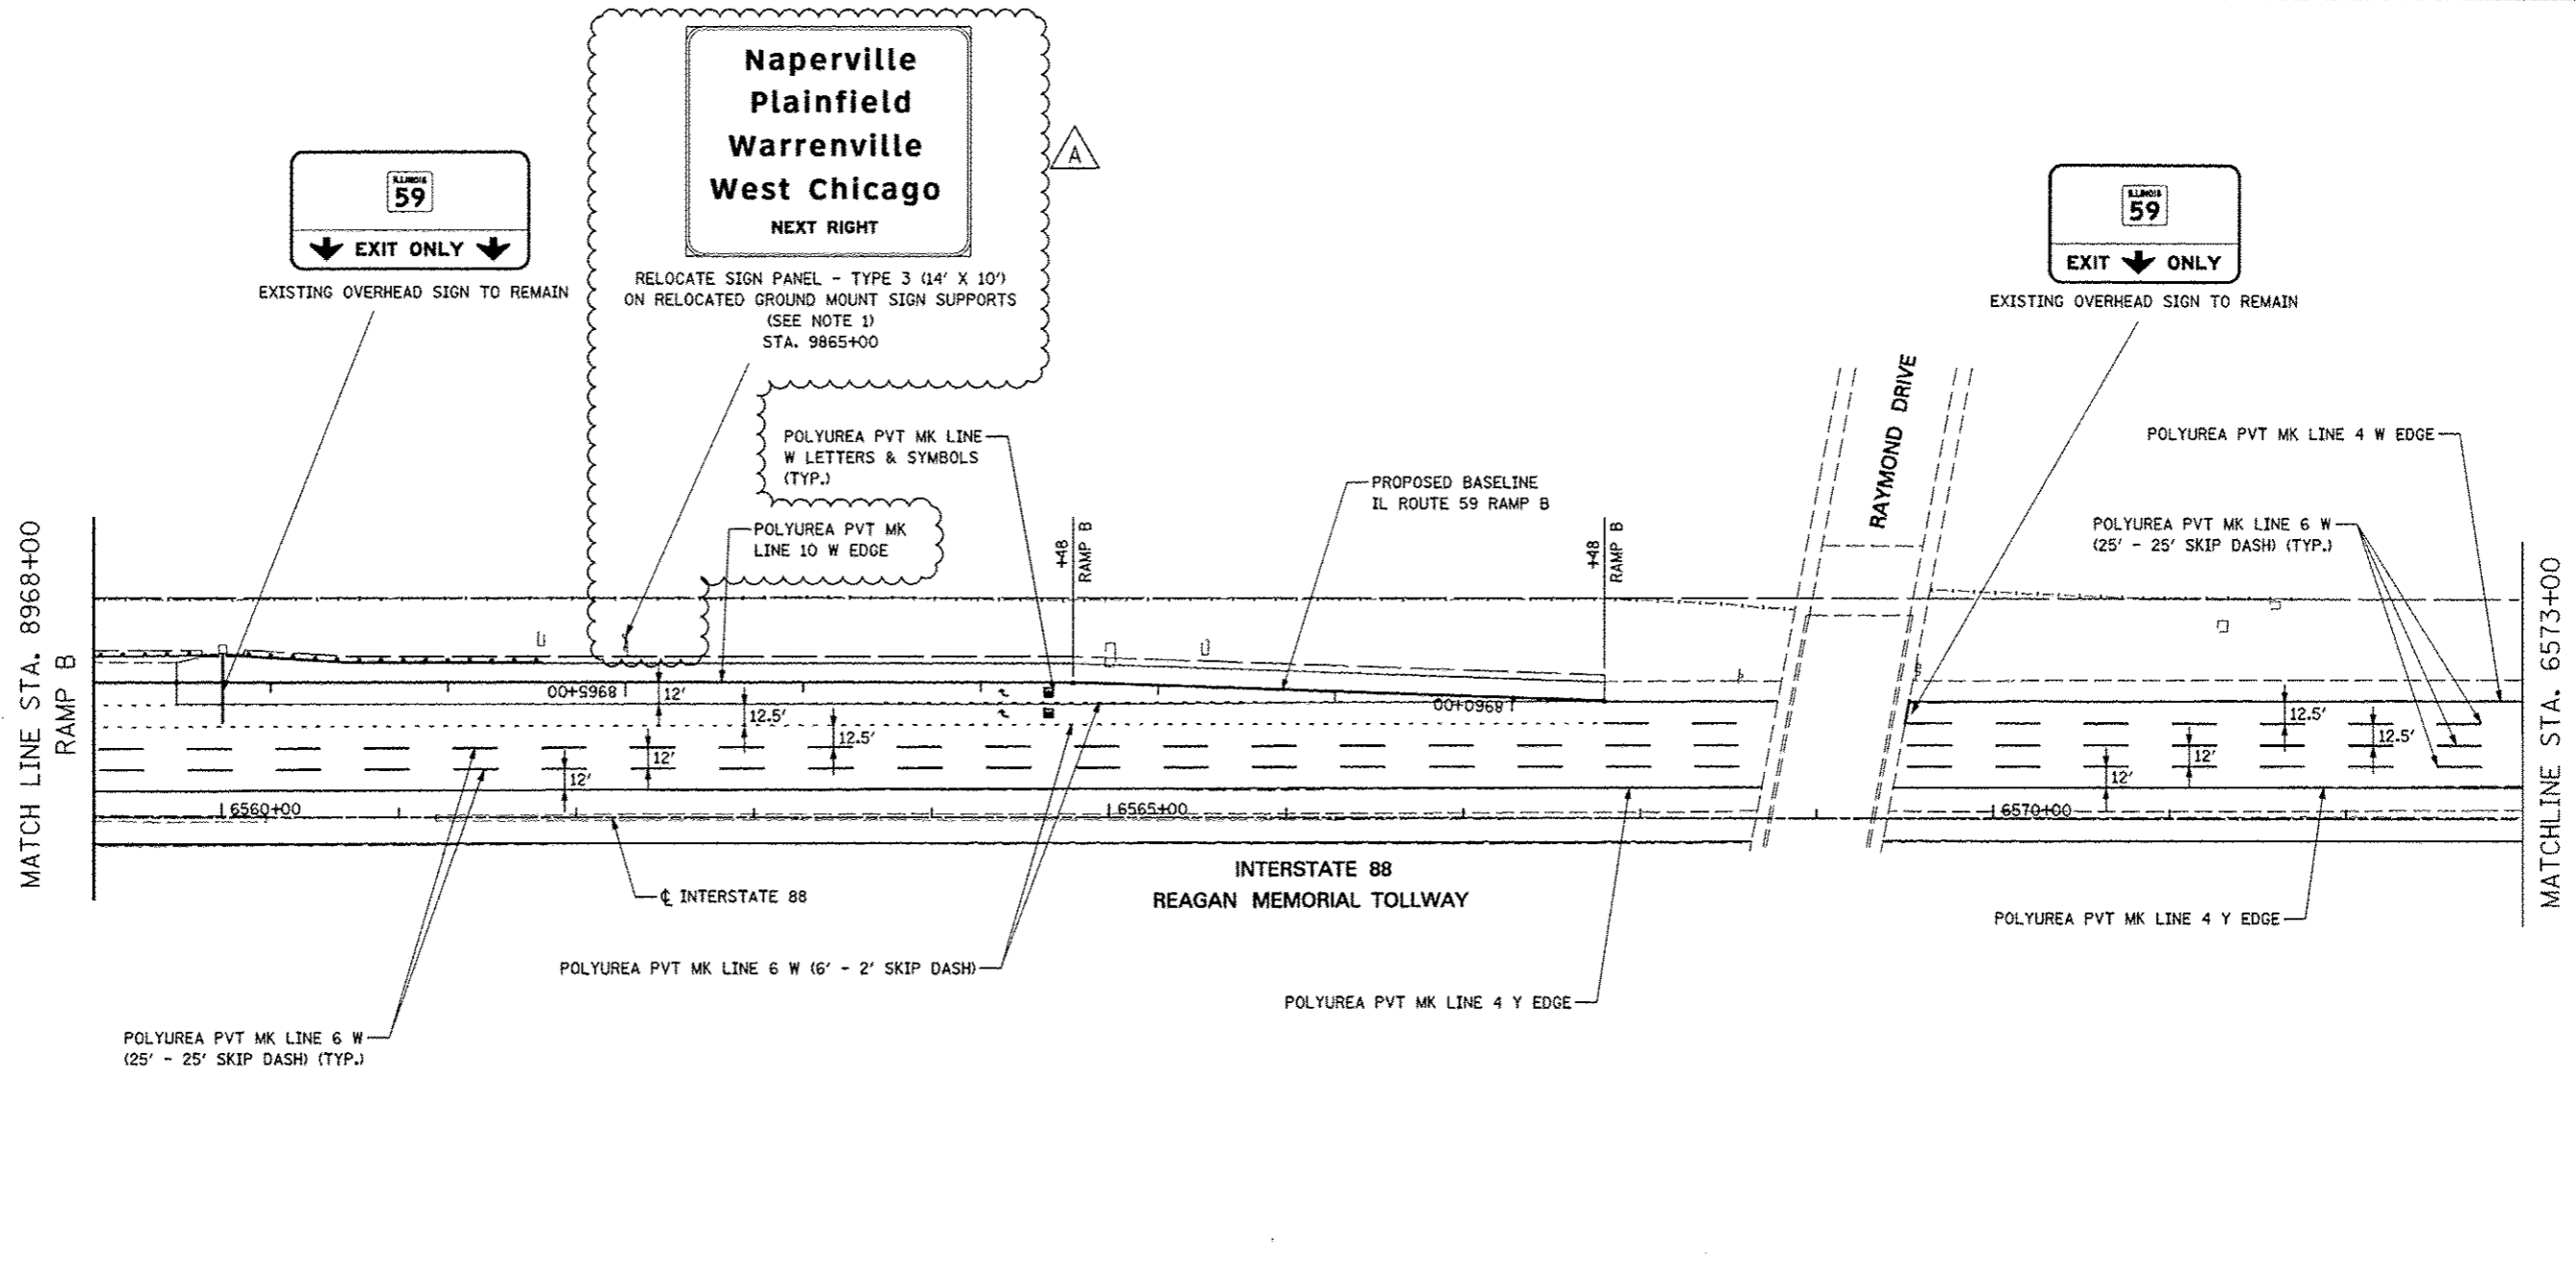 Naperville
Plainfield
Warrenville
West Chicago
NEXT RIGHT
A
ILLINOIS
59
EXIT ONLY
EXISTING OVERHEAD SIGN TO REMAIN
RELOCATE SIGN PANEL - TYPE 3 (14' X 10')
ON RELOCATED GROUND MOUNT SIGN SUPPORTS
(SEE NOTE 1)
STA. 9865+00
ILLINOIS
59
EXIT ONLY
EXISTING OVERHEAD SIGN TO REMAIN
POLYUREA PVT MK LINE
W LETTERS & SYMBOLS
(TYP.)
POLYUREA PVT MK
LINE 10 W EDGE
PROPOSED BASELINE
IL ROUTE 59 RAMP B
RAYMOND DRIVE
POLYUREA PVT MK LINE 4 W EDGE
POLYUREA PVT MK LINE 6 W
(25' - 25' SKIP DASH) (TYP.)
+48
RAMP B
+48
RAMP B
MATCH LINE STA. 8968+00
RAMP B
MATCHLINE STA. 6573+00
8965+00
8960+00
12'
12.5'
12.5'
12'
12'
12.5'
12.5'
12'
12'
6560+00
6565+00
6570+00
℄ INTERSTATE 88
INTERSTATE 88
REAGAN MEMORIAL TOLLWAY
POLYUREA PVT MK LINE 4 Y EDGE
POLYUREA PVT MK LINE 6 W (6' - 2' SKIP DASH)
POLYUREA PVT MK LINE 4 Y EDGE
POLYUREA PVT MK LINE 6 W
(25' - 25' SKIP DASH) (TYP.)